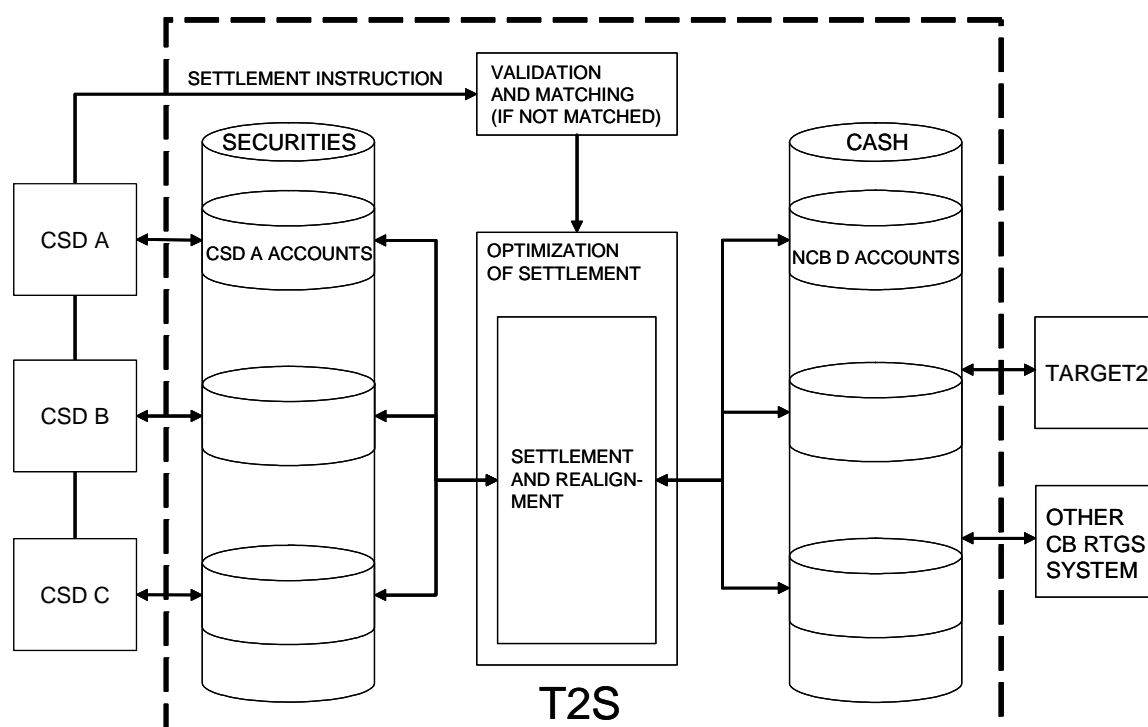 SETTLEMENT INSTRUCTION
VALIDATION
AND MATCHING
(IF NOT MATCHED)
SECURITIES
CASH
CSD A
CSD A ACCOUNTS
OPTIMIZATION
OF SETTLEMENT
NCB D ACCOUNTS
TARGET2
CSD B
SETTLEMENT
AND REALIGN-
MENT
OTHER
CB RTGS
SYSTEM
CSD C
T2S